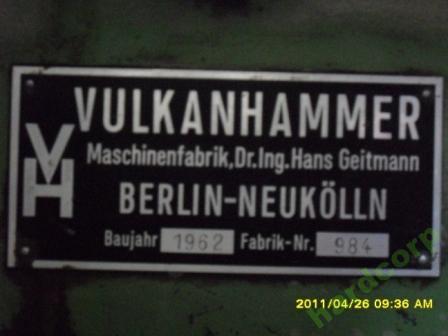 VULKANHAMMER
Maschinenfabrik, Dr.Ing.Hans Geitmann
VH
BERLIN-NEUKÖLLN
Baujahr 1962 Fabrik-Nr. 984
hardcorp
2011/04/26 09:36 AM